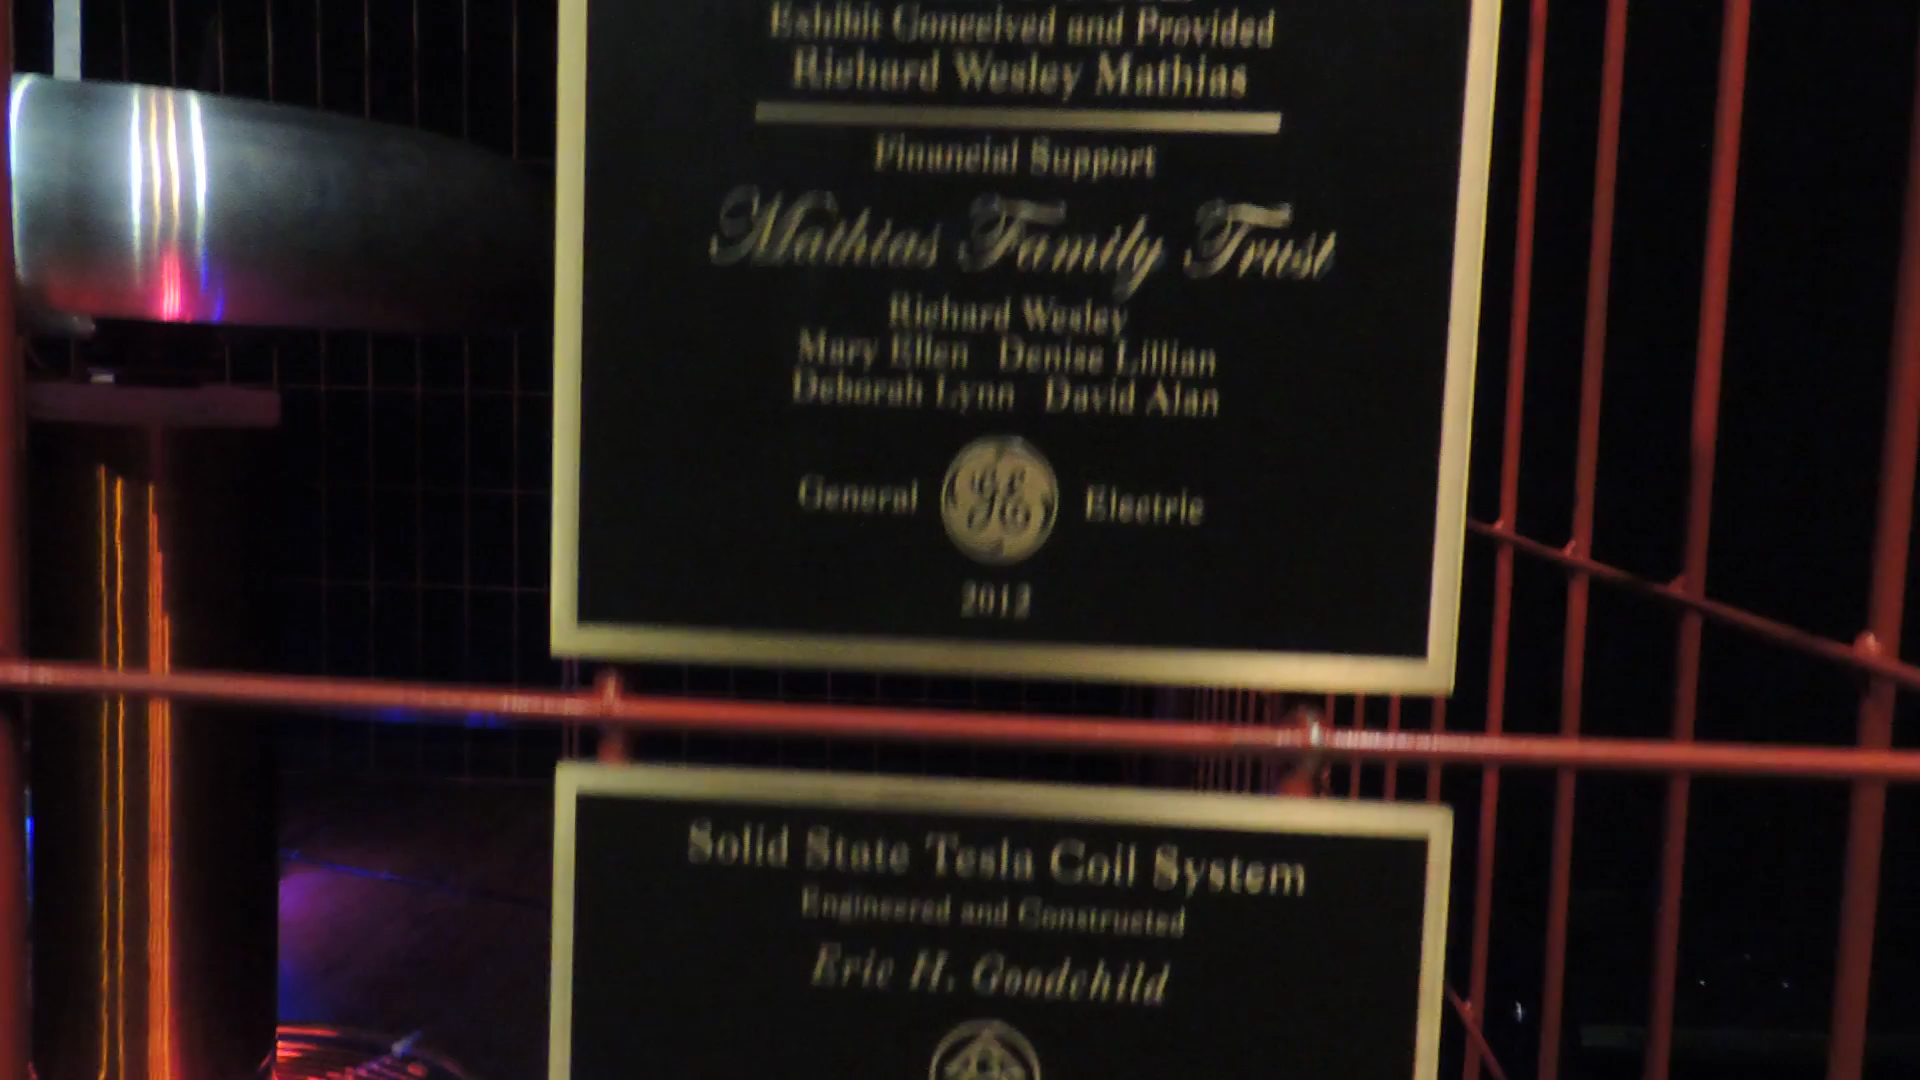 Exhibit Conceived and Provided
Richard Wesley Mathias
Financial Support
Mathias Family Trust
Richard Wesley
Mary Ellen Denise Lillian
Deborah Lynn David Alan
General GE Electric
2012
Solid State Tesla Coil System
Engineered and Constructed
Eric H. Goodchild